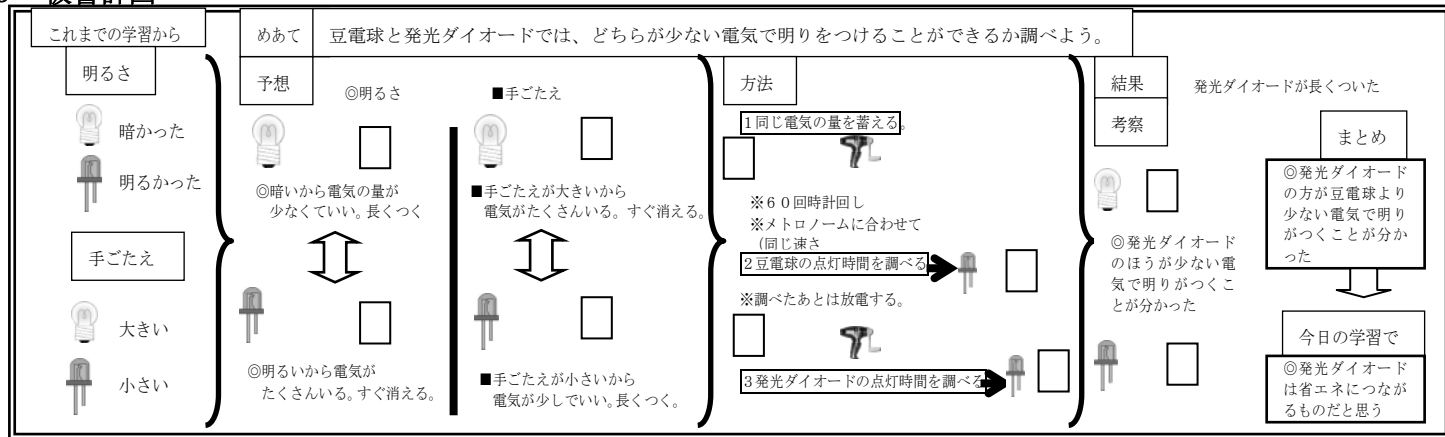 これまでの学習から
明るさ
暗かった
明るかった
手ごたえ
大きい
小さい
めあて
豆電球と発光ダイオードでは、どちらが少ない電気で明りをつけることができるか調べよう。
予想
◎明るさ
◎暗いから電気の量が
少なくていい。長くつく
◎明るいから電気が
たくさんいる。すぐ消える。
■手ごたえ
■手ごたえが大きいから
電気がたくさんいる。すぐ消える。
■手ごたえが小さいから
電気が少しでいい。長くつく。
方法
1同じ電気の量を蓄える。
※60回時計回し
※メトロノームに合わせて
(同じ速さ
2豆電球の点灯時間を調べる
※調べたあとは放電する。
3発光ダイオードの点灯時間を調べる
結果
発光ダイオードが長くついた
考察
◎発光ダイオード
のほうが少ない電
気で明りがつくこ
とが分かった
まとめ
◎発光ダイオード
の方が豆電球より
少ない電気で明り
がつくことが分か
った
今日の学習で
◎発光ダイオード
は省エネにつなが
るものだと思う